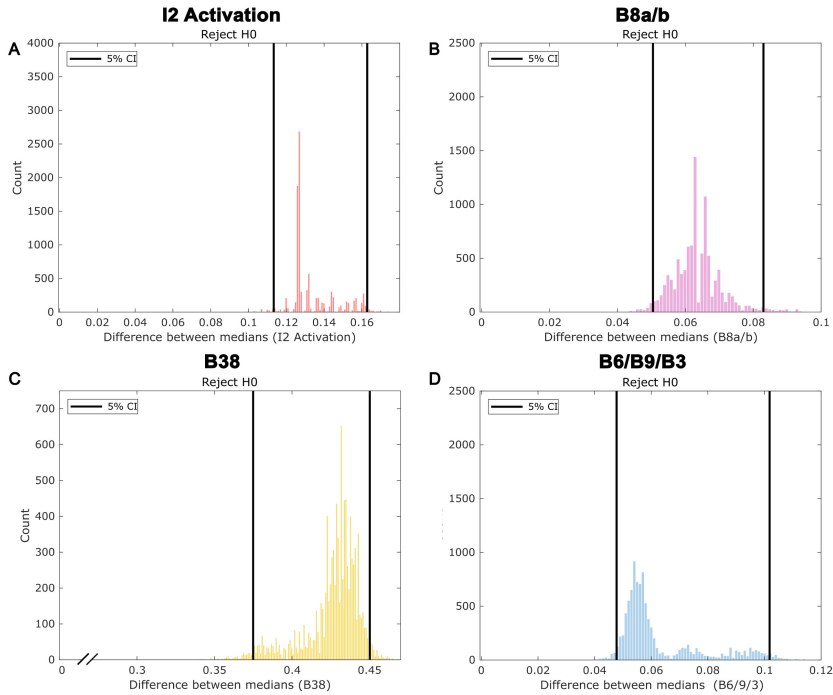 I2 Activation
A
Reject H0
5% CI
4000
3500
3000
2500
2000
1500
1000
500
0
Count
0 0.02 0.04 0.06 0.08 0.1 0.12 0.14 0.16
Difference between medians (I2 Activation)
B8a/b
B
Reject H0
5% CI
2500
2000
1500
1000
500
0
Count
0 0.02 0.04 0.06 0.08 0.1
Difference between medians (B8a/b)
B38
C
Reject H0
5% CI
700
600
500
400
300
200
100
0
Count
0 0.3 0.35 0.4 0.45
Difference between medians (B38)
B6/B9/B3
D
Reject H0
5% CI
2500
2000
1500
1000
500
0
0 0.02 0.04 0.06 0.08 0.1 0.12
Difference between medians (B6/9/3)